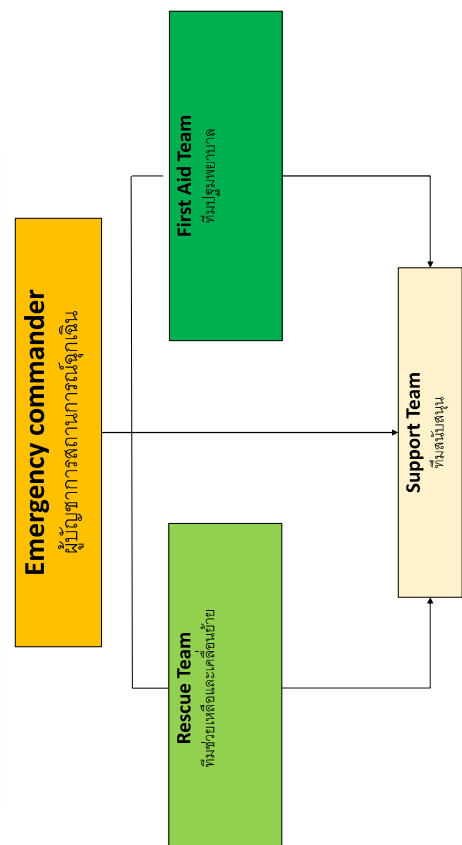 Emergency commander
ผู้บัญชาการสถานการณ์ฉุกเฉิน
Rescue Team
ทีมช่วยเหลือและเคลื่อนย้าย
First Aid Team
ทีมปฐมพยาบาล
Support Team
ทีมสนับสนุน